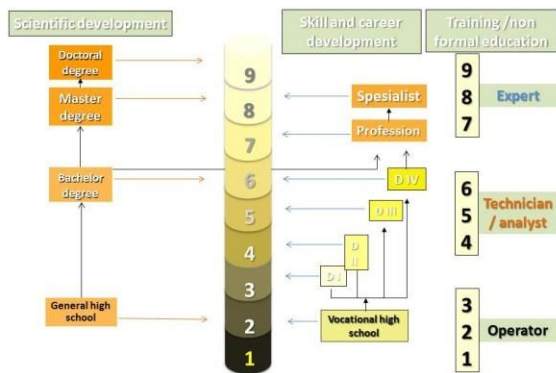 Scientific development
Skill and career
development
Training /non
formal education
Doctoral
degree
Master
degree
Bachelor
degree
General high
school
9
8
7
6
5
4
3
2
1
Spesialist
Profession
D IV
D III
D
II
D I
Vocational high
school
9
8
7
Expert
6
5
4
Technician
/ analyst
3
2
1
Operator